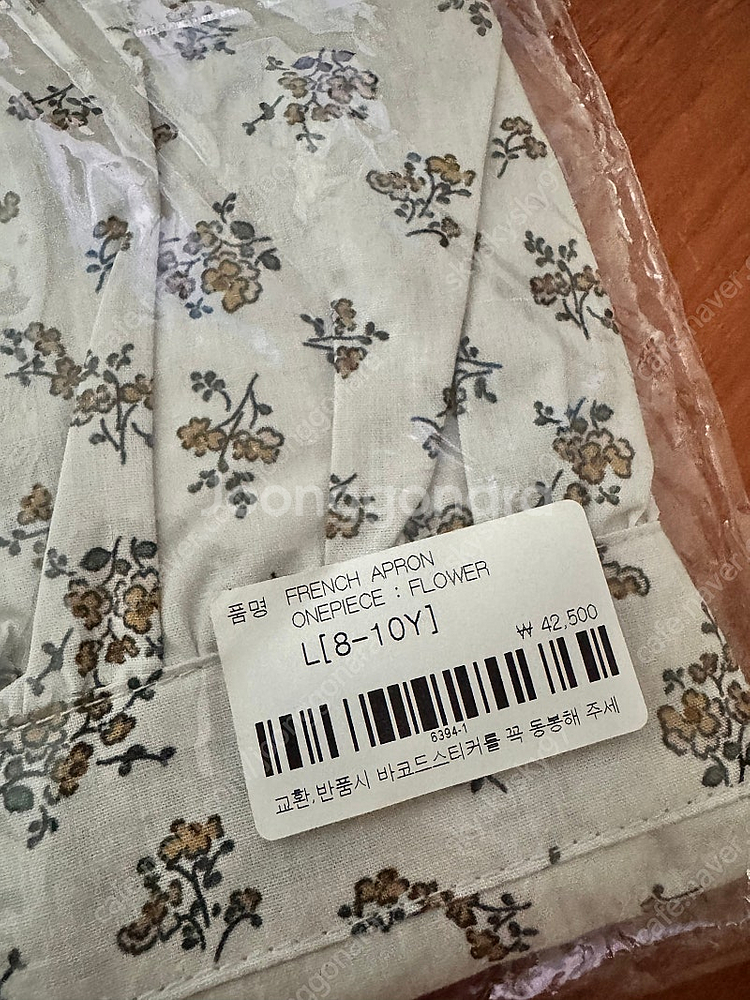 품명 FRENCH APRON
ONEPIECE : FLOWER
L[8-10Y]
₩ 42,500
6394-1
교환,반품시 바코드스티커를 꼭 동봉해 주세